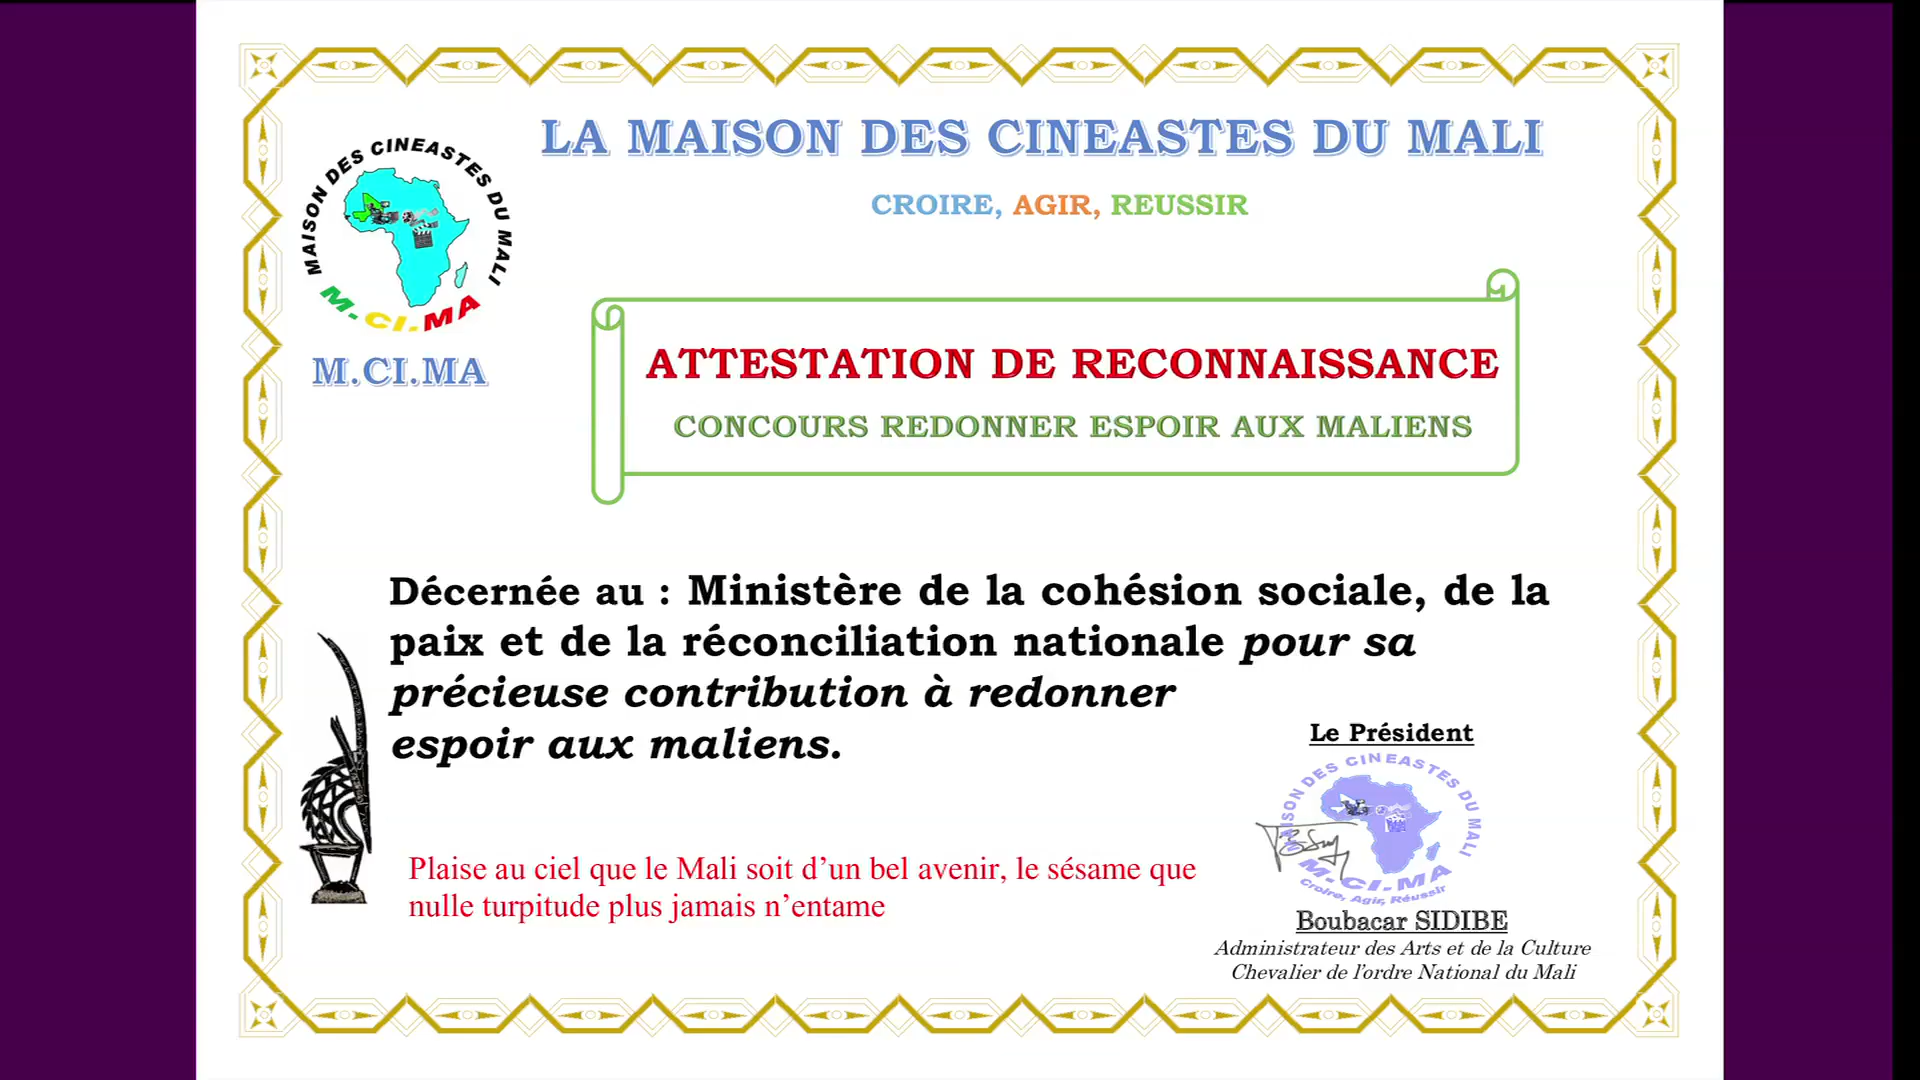 LA MAISON DES CINEASTES DU MALI
CROIRE, AGIR, REUSSIR
MAISON DES CINEASTES DU MALI
M.CI.MA
M.CI.MA
ATTESTATION DE RECONNAISSANCE
CONCOURS REDONNER ESPOIR AUX MALIENS
Décernée au : Ministère de la cohésion sociale, de la
paix et de la réconciliation nationale pour sa
précieuse contribution à redonner
espoir aux maliens.
Plaise au ciel que le Mali soit d’un bel avenir, le sésame que
nulle turpitude plus jamais n’entame
Le Président
MAISON DES CINEASTES DU MALI
M.CI.MA
Croire, Agir, Réussir
Boubacar SIDIBE
Administrateur des Arts et de la Culture
Chevalier de l’ordre National du Mali